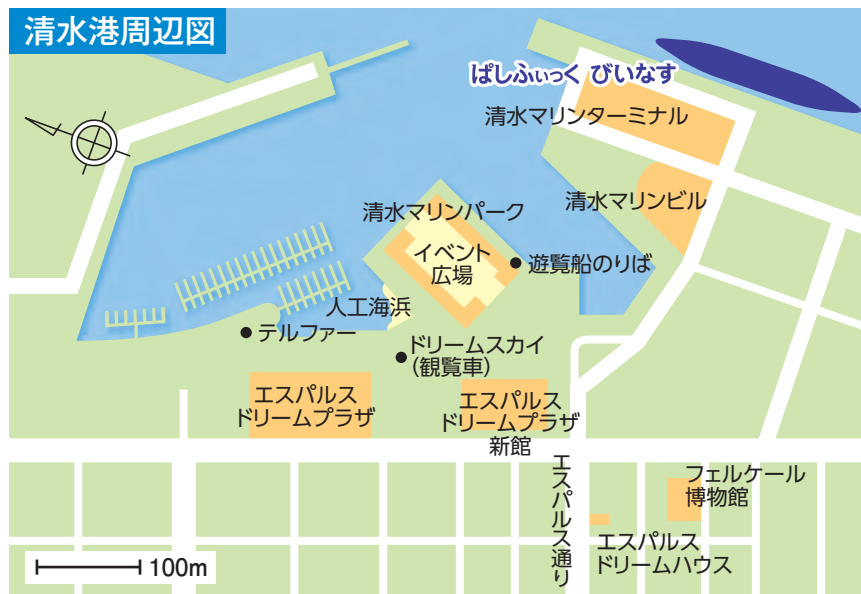 清水港周辺図
ぱしふぃっく びいなす
清水マリンターミナル
清水マリンパーク
清水マリンビル
イベント
広場
遊覧船のりば
人工海浜
テルファー
ドリームスカイ
(観覧車)
エスパルス
ドリームプラザ
エスパルス
ドリームプラザ
新館
エスパルス通り
フェルケール
博物館
エスパルス
ドリームハウス
100m